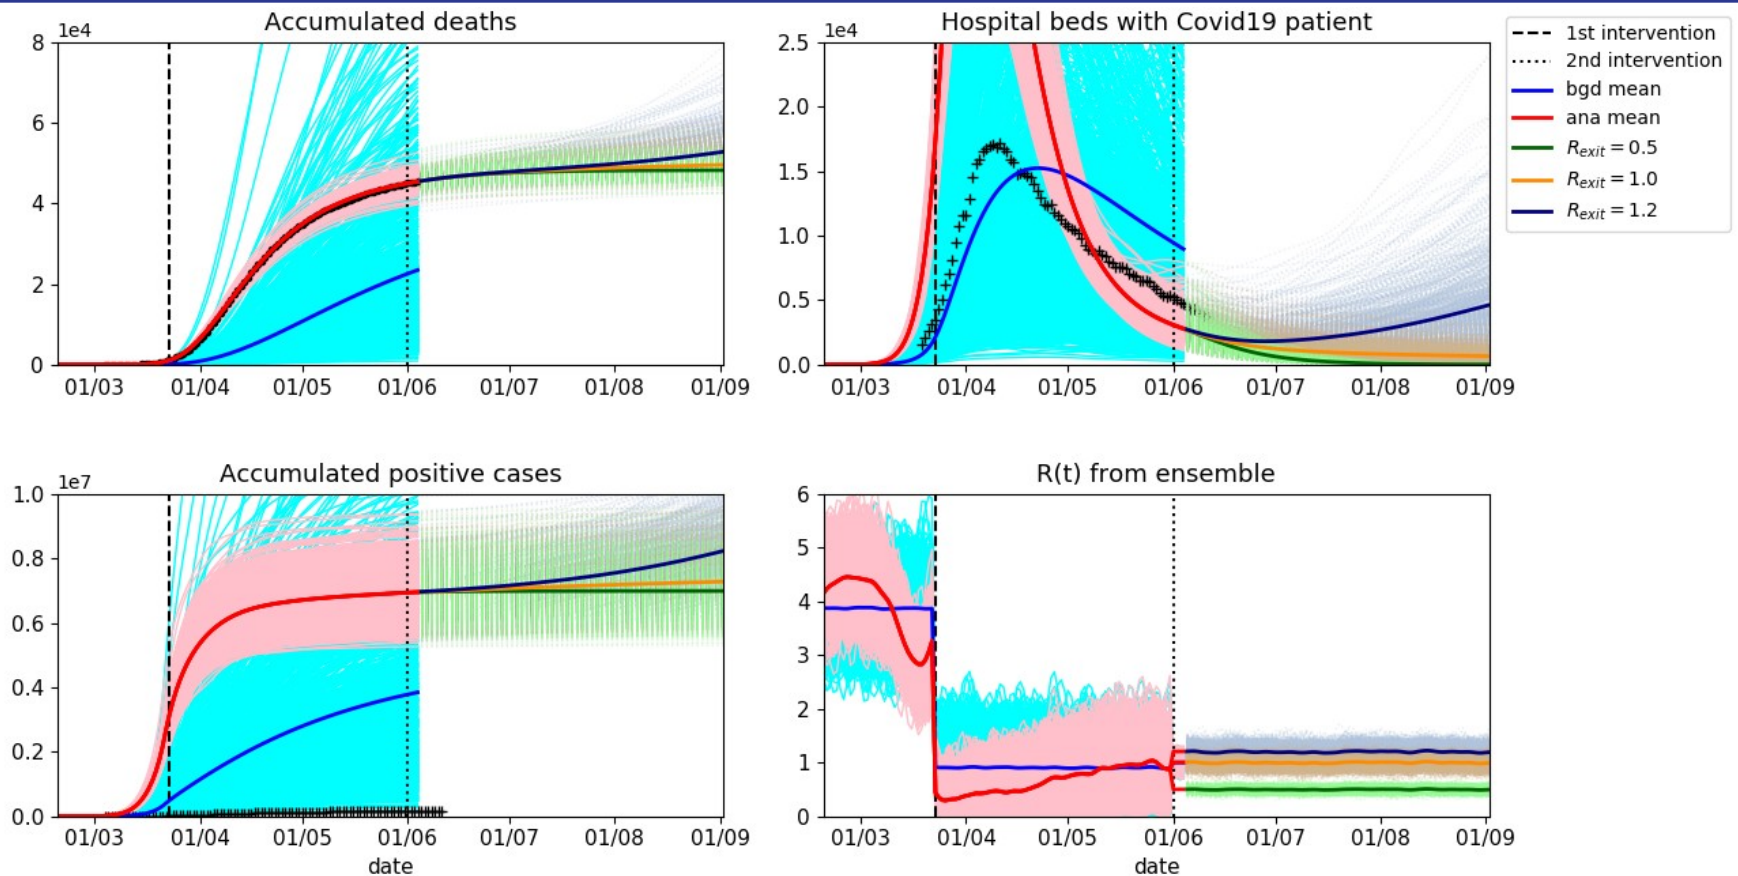 Accumulated deaths
1e4
8
6
4
2
0
01/03 01/04 01/05 01/06 01/07 01/08 01/09
Hospital beds with Covid19 patient
1e4
2.5
2.0
1.5
1.0
0.5
0.0
01/03 01/04 01/05 01/06 01/07 01/08 01/09
1st intervention
2nd intervention
bgd mean
ana mean
R_exit = 0.5
R_exit = 1.0
R_exit = 1.2
Accumulated positive cases
1e7
1.0
0.8
0.6
0.4
0.2
0.0
01/03 01/04 01/05 01/06 01/07 01/08 01/09
date
R(t) from ensemble
6
5
4
3
2
1
0
01/03 01/04 01/05 01/06 01/07 01/08 01/09
date